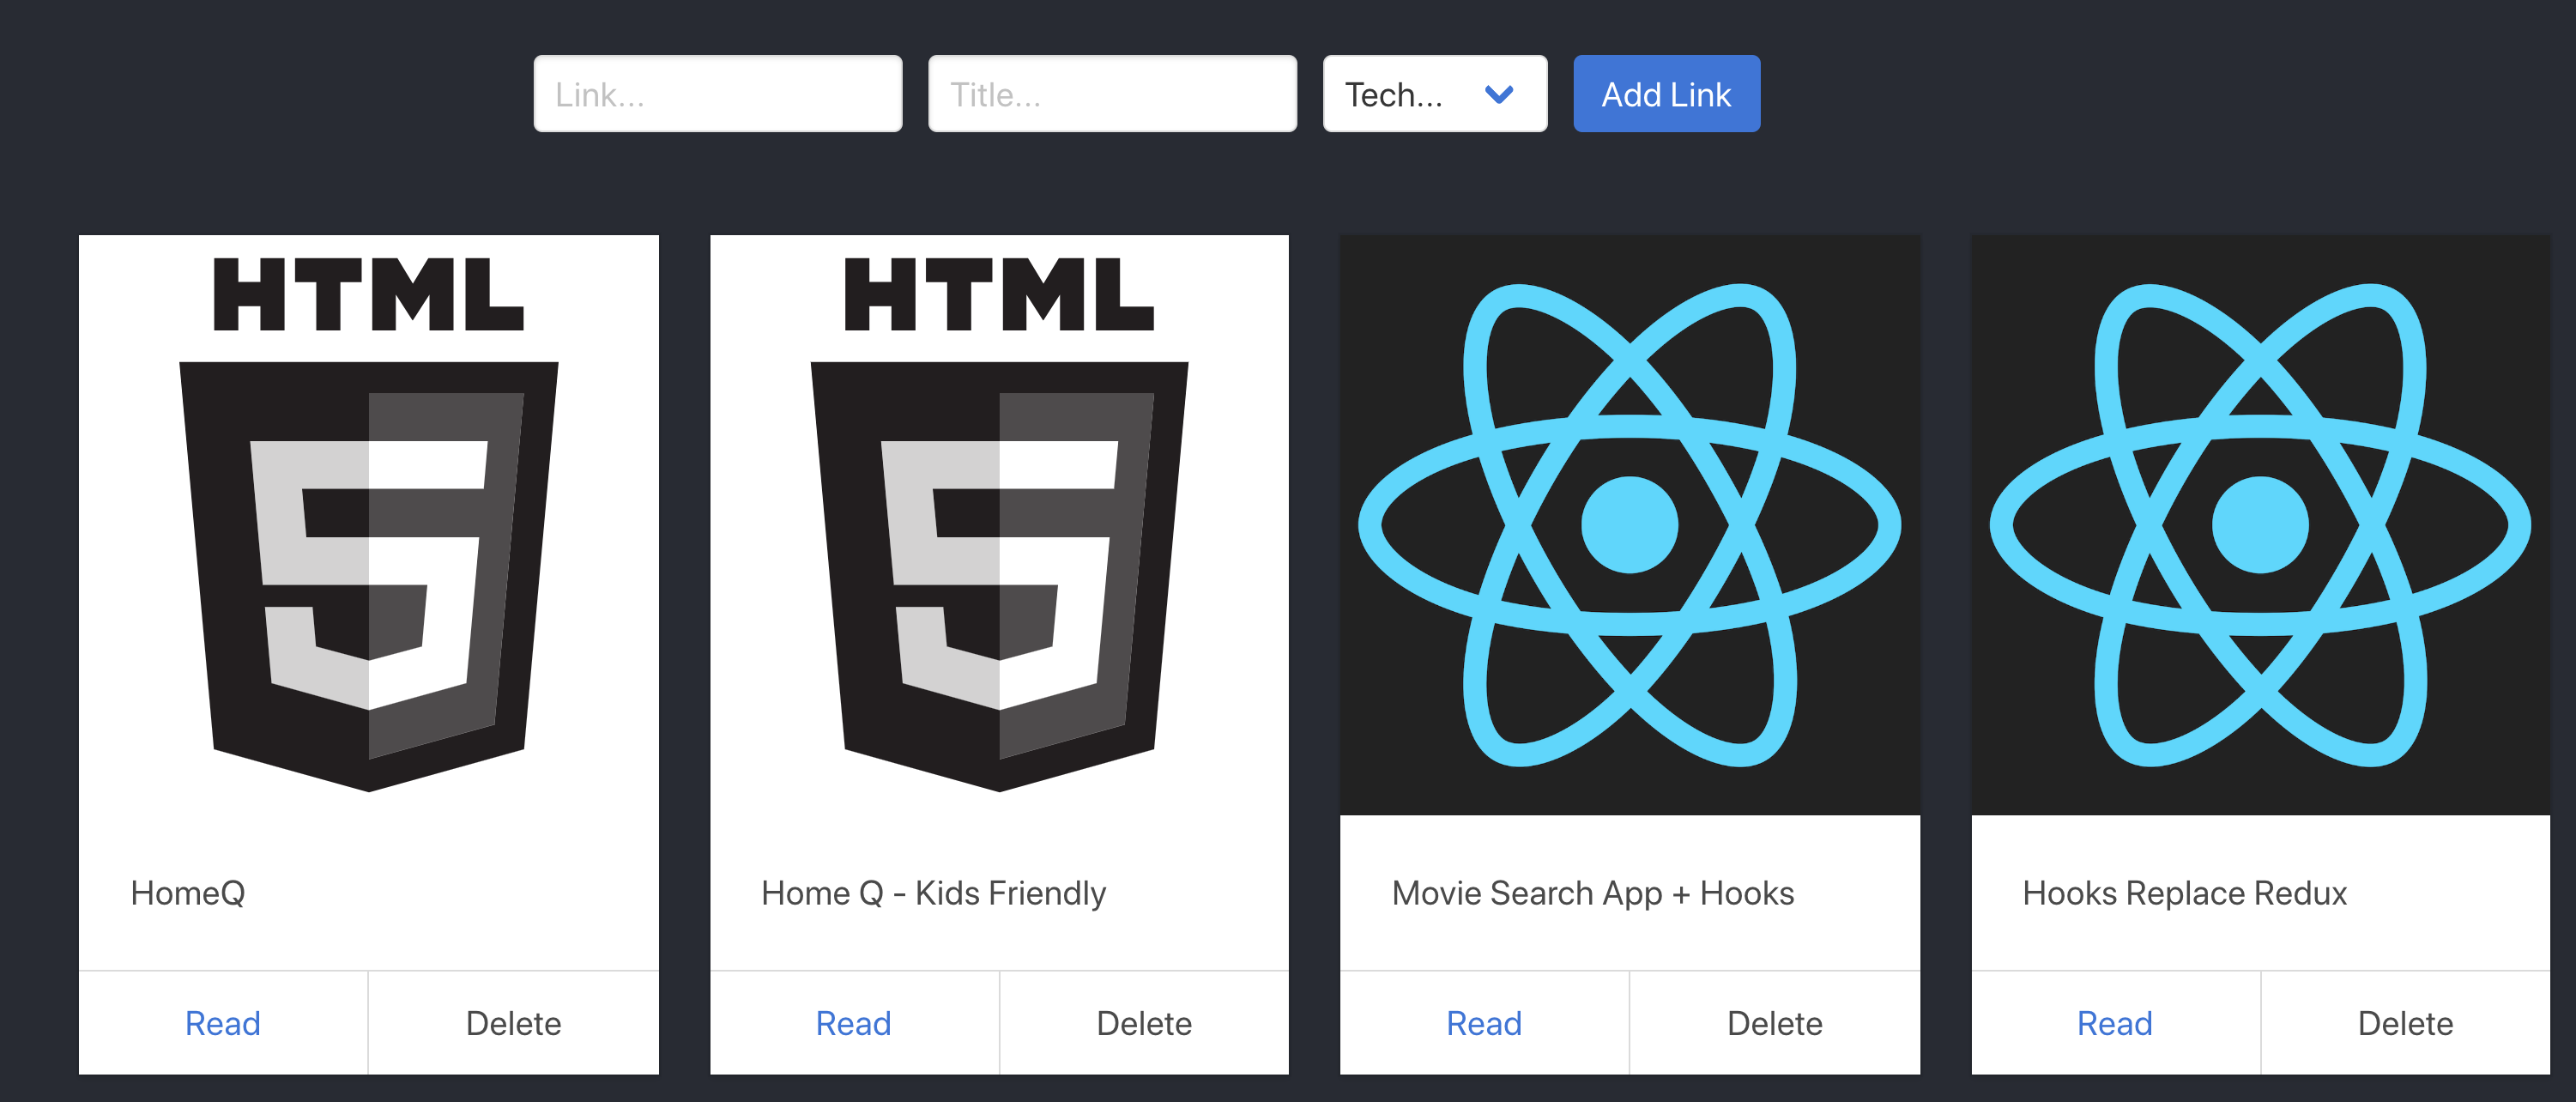 Link...
Title...
Tech...
Add Link
HTML
5
HTML
5
HomeQ
Home Q - Kids Friendly
Movie Search App + Hooks
Hooks Replace Redux
Read
Delete
Read
Delete
Read
Delete
Read
Delete